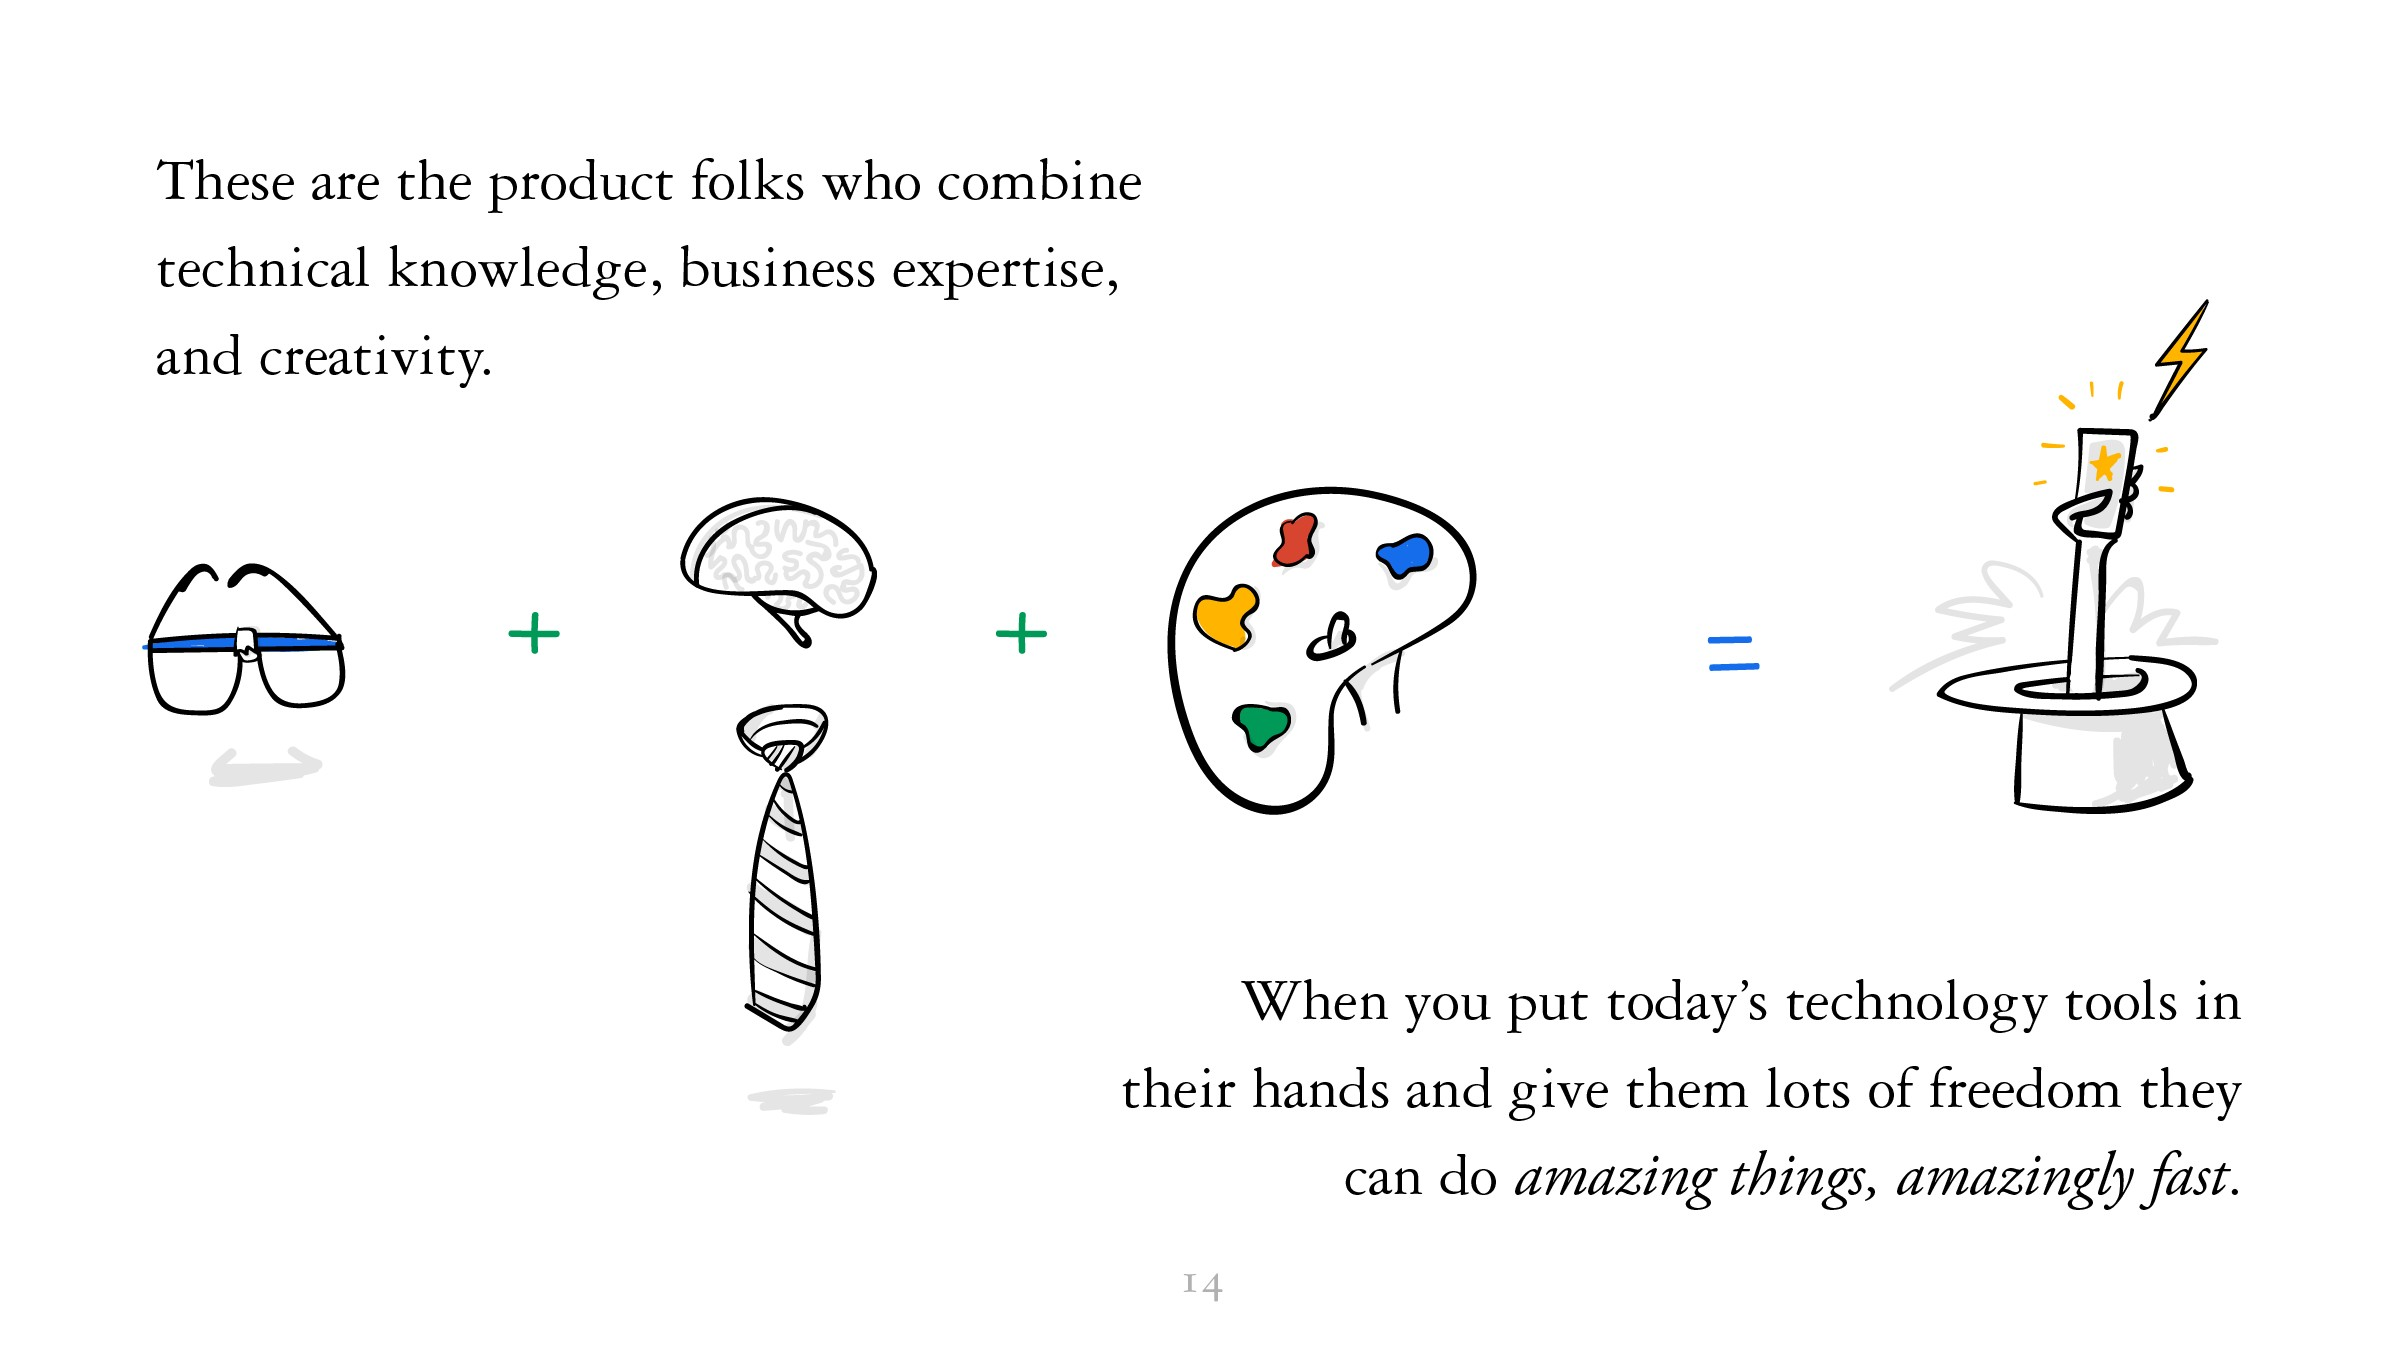 These are the product folks who combine
technical knowledge, business expertise,
and creativity.
+
+
=
When you put today’s technology tools in
their hands and give them lots of freedom they
can do amazing things, amazingly fast.
14